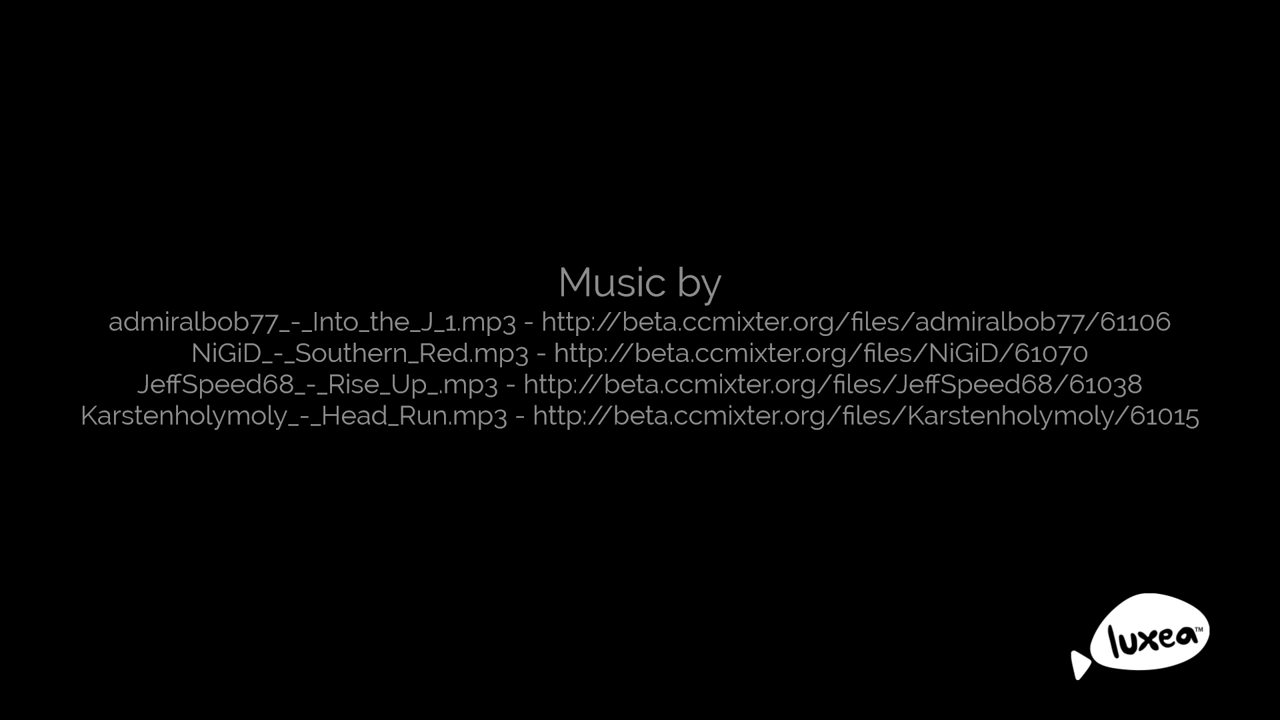 Music by
admiralbob77_-_Into_the_J_1.mp3 - http://beta.ccmixter.org/files/admiralbob77/61106
NiGiD_-_Southern_Red.mp3 - http://beta.ccmixter.org/files/NiGiD/61070
JeffSpeed68_-_Rise_Up_.mp3 - http://beta.ccmixter.org/files/JeffSpeed68/61038
Karstenholymoly_-_Head_Run.mp3 - http://beta.ccmixter.org/files/Karstenholymoly/61015
luxea™